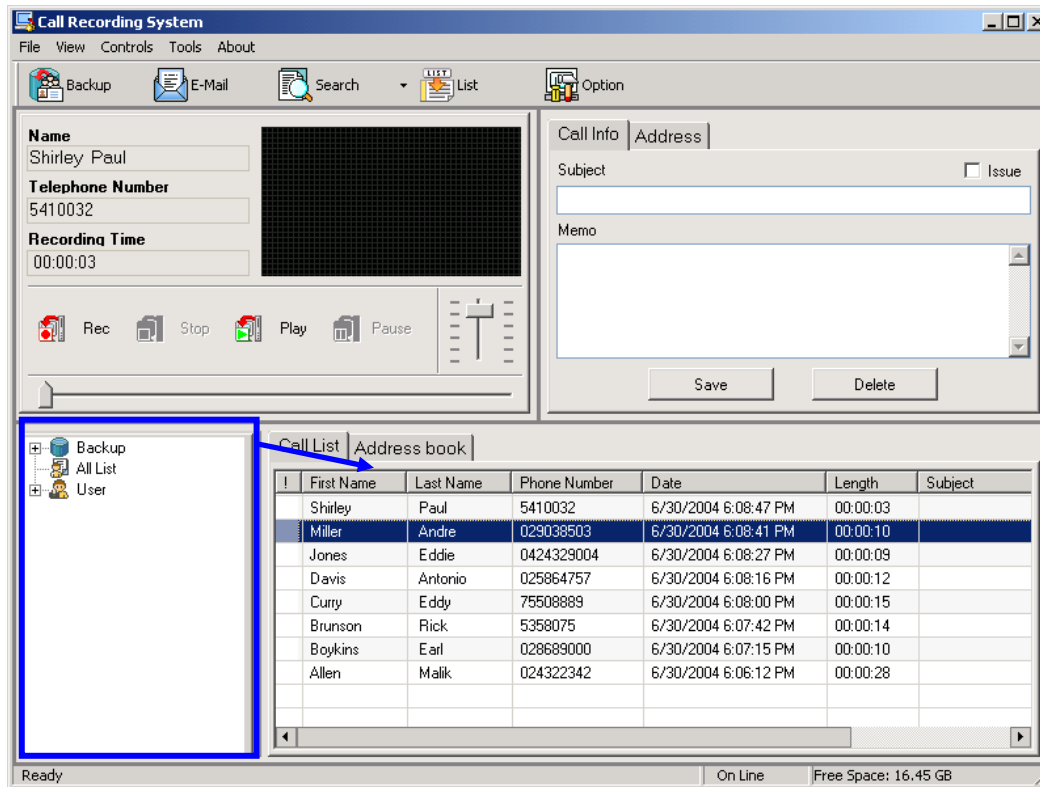 Call Recording System
File View Controls Tools About
Backup E-Mail Search LIST List Option
Name
Shirley Paul
Telephone Number
5410032
Recording Time
00:00:03
Rec Stop Play Pause
Call Info Address
Subject Issue
Memo
Save Delete
Backup
All List
User
Call List Address book
! First Name Last Name Phone Number Date Length Subject
Shirley Paul 5410032 6/30/2004 6:08:47 PM 00:00:03
Miller Andre 029038503 6/30/2004 6:08:41 PM 00:00:10
Jones Eddie 0424329004 6/30/2004 6:08:27 PM 00:00:09
Davis Antonio 025864757 6/30/2004 6:08:16 PM 00:00:12
Curry Eddy 75508889 6/30/2004 6:08:00 PM 00:00:15
Brunson Rick 5358075 6/30/2004 6:07:42 PM 00:00:14
Boykins Earl 028689000 6/30/2004 6:07:15 PM 00:00:10
Allen Malik 024322342 6/30/2004 6:06:12 PM 00:00:28
Ready On Line Free Space: 16.45 GB